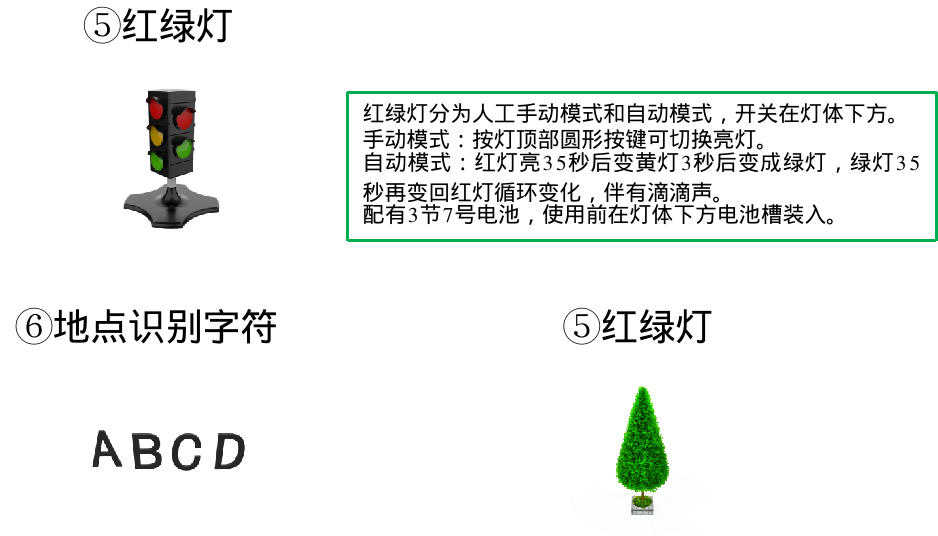 ⑤红绿灯
红绿灯分为人工手动模式和自动模式，开关在灯体下方。
手动模式：按灯顶部圆形按键可切换亮灯。
自动模式：红灯亮35秒后变黄灯3秒后变成绿灯，绿灯35
秒再变回红灯循环变化，伴有滴滴声。
配有3节7号电池，使用前在灯体下方电池槽装入。
⑥地点识别字符
⑤红绿灯
A B C D